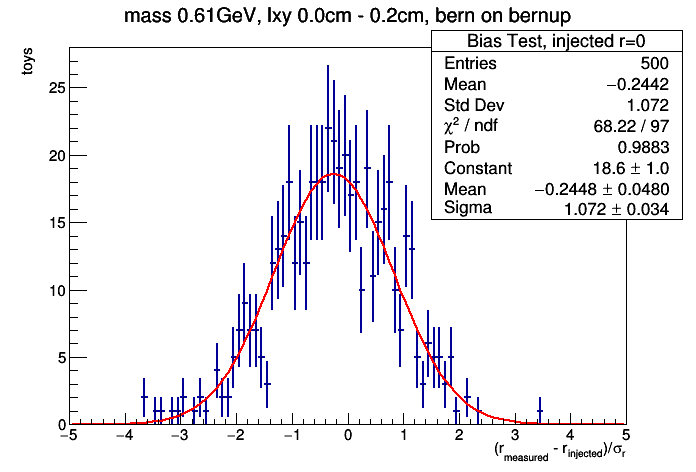 mass 0.61GeV, lxy 0.0cm - 0.2cm, bern on bernup
toys
Bias Test, injected r=0
Entries 500
Mean −0.2442
Std Dev 1.072
χ² / ndf 68.22 / 97
Prob 0.9883
Constant 18.6 ± 1.0
Mean −0.2448 ± 0.0480
Sigma 1.072 ± 0.034
25
20
15
10
5
0
−5 −4 −3 −2 −1 0 1 2 3 4 5
(r_measured - r_injected)/σ_r